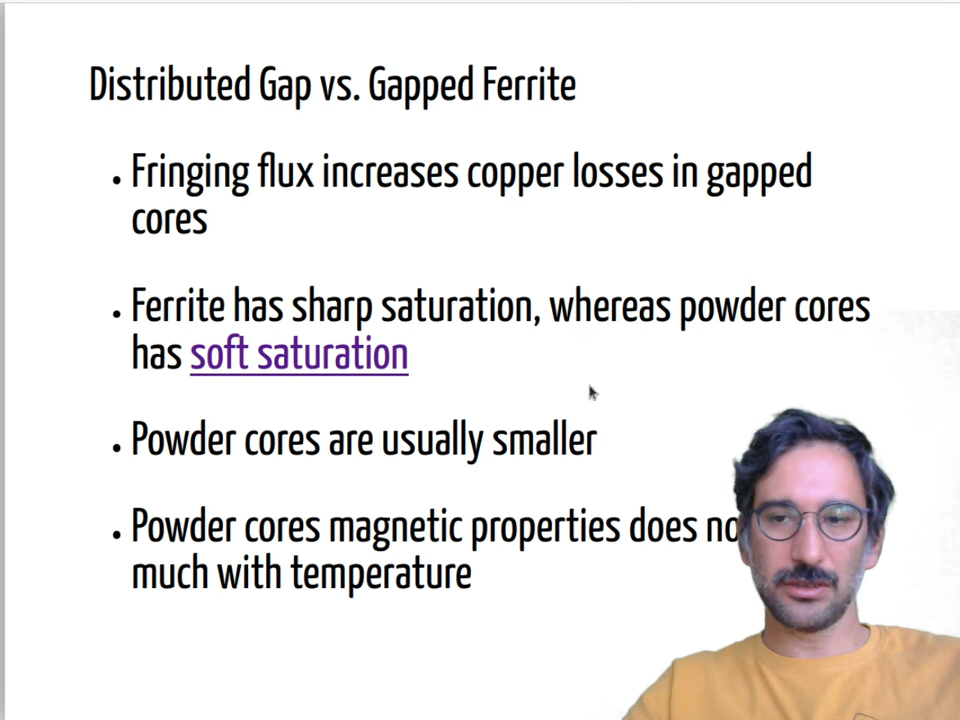 Distributed Gap vs. Gapped Ferrite
• Fringing flux increases copper losses in gapped
cores
• Ferrite has sharp saturation, whereas powder cores
has soft saturation
• Powder cores are usually smaller
• Powder cores magnetic properties does
much with temperature